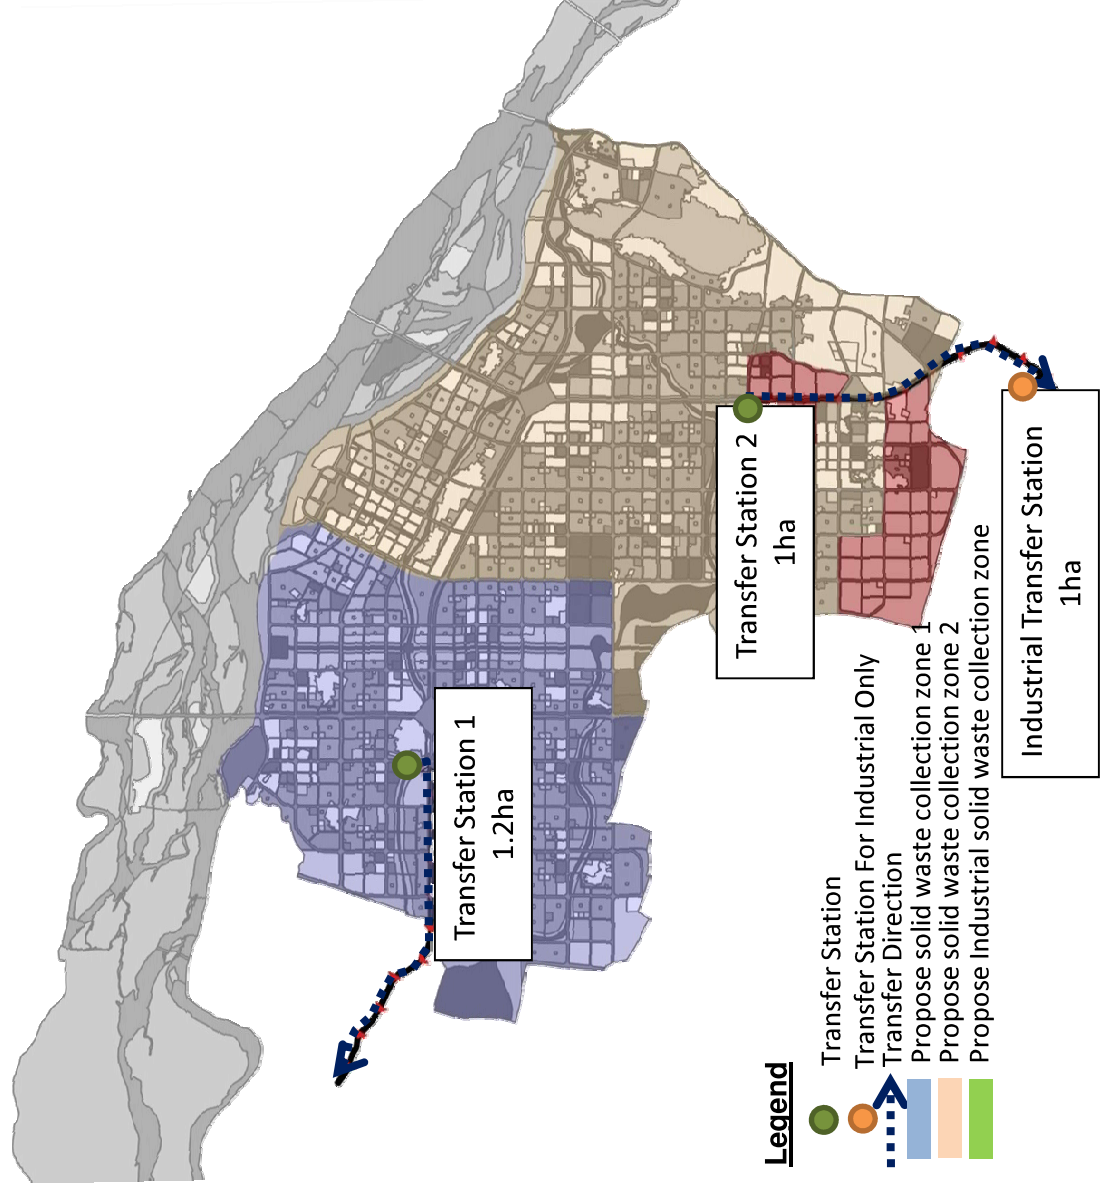 Transfer Station 1
1.2ha
Transfer Station 2
1ha
Industrial Transfer Station
1ha
Legend
Transfer Station
Transfer Station For Industrial Only
Transfer Direction
Propose solid waste collection zone 1
Propose solid waste collection zone 2
Propose Industrial solid waste collection zone